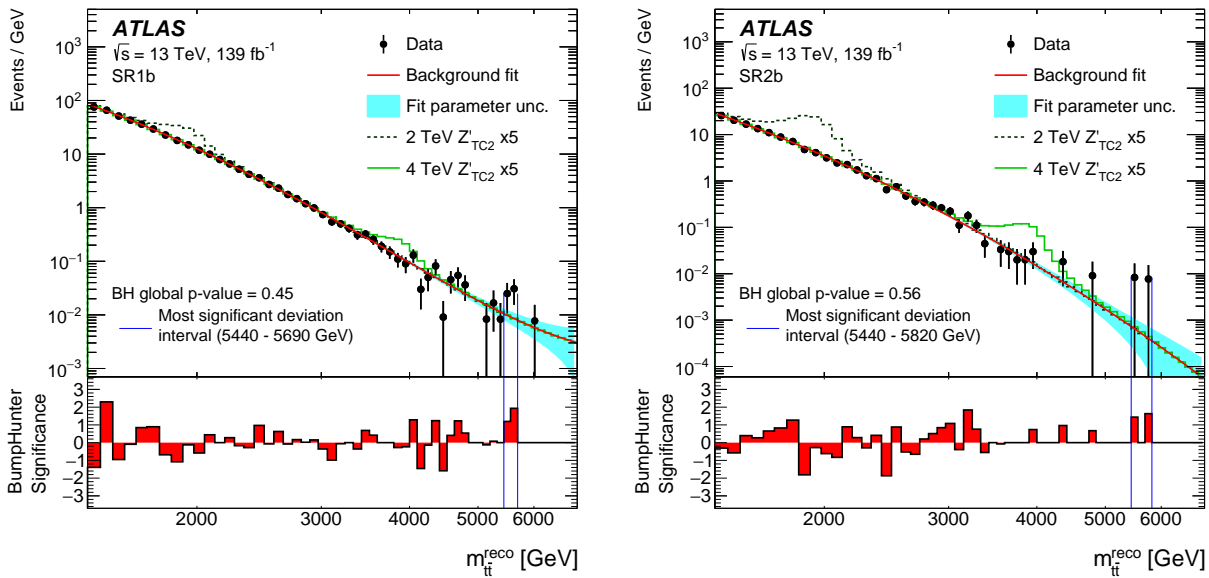 Events / GeV
10³
10²
10
1
10⁻¹
10⁻²
10⁻³
ATLAS
√s = 13 TeV, 139 fb⁻¹
SR1b
Data
Background fit
Fit parameter unc.
2 TeV Z'TC2 x5
4 TeV Z'TC2 x5
BH global p-value = 0.45
Most significant deviation
interval (5440 - 5690 GeV)
BumpHunter
Significance
3
2
1
0
−1
−2
−3
2000 3000 4000 5000 6000
m_tt̄^reco [GeV]
Events / GeV
10³
10²
10
1
10⁻¹
10⁻²
10⁻³
10⁻⁴
ATLAS
√s = 13 TeV, 139 fb⁻¹
SR2b
Data
Background fit
Fit parameter unc.
2 TeV Z'TC2 x5
4 TeV Z'TC2 x5
BH global p-value = 0.56
Most significant deviation
interval (5440 - 5820 GeV)
BumpHunter
Significance
3
2
1
0
−1
−2
−3
2000 3000 4000 5000 6000
m_tt̄^reco [GeV]